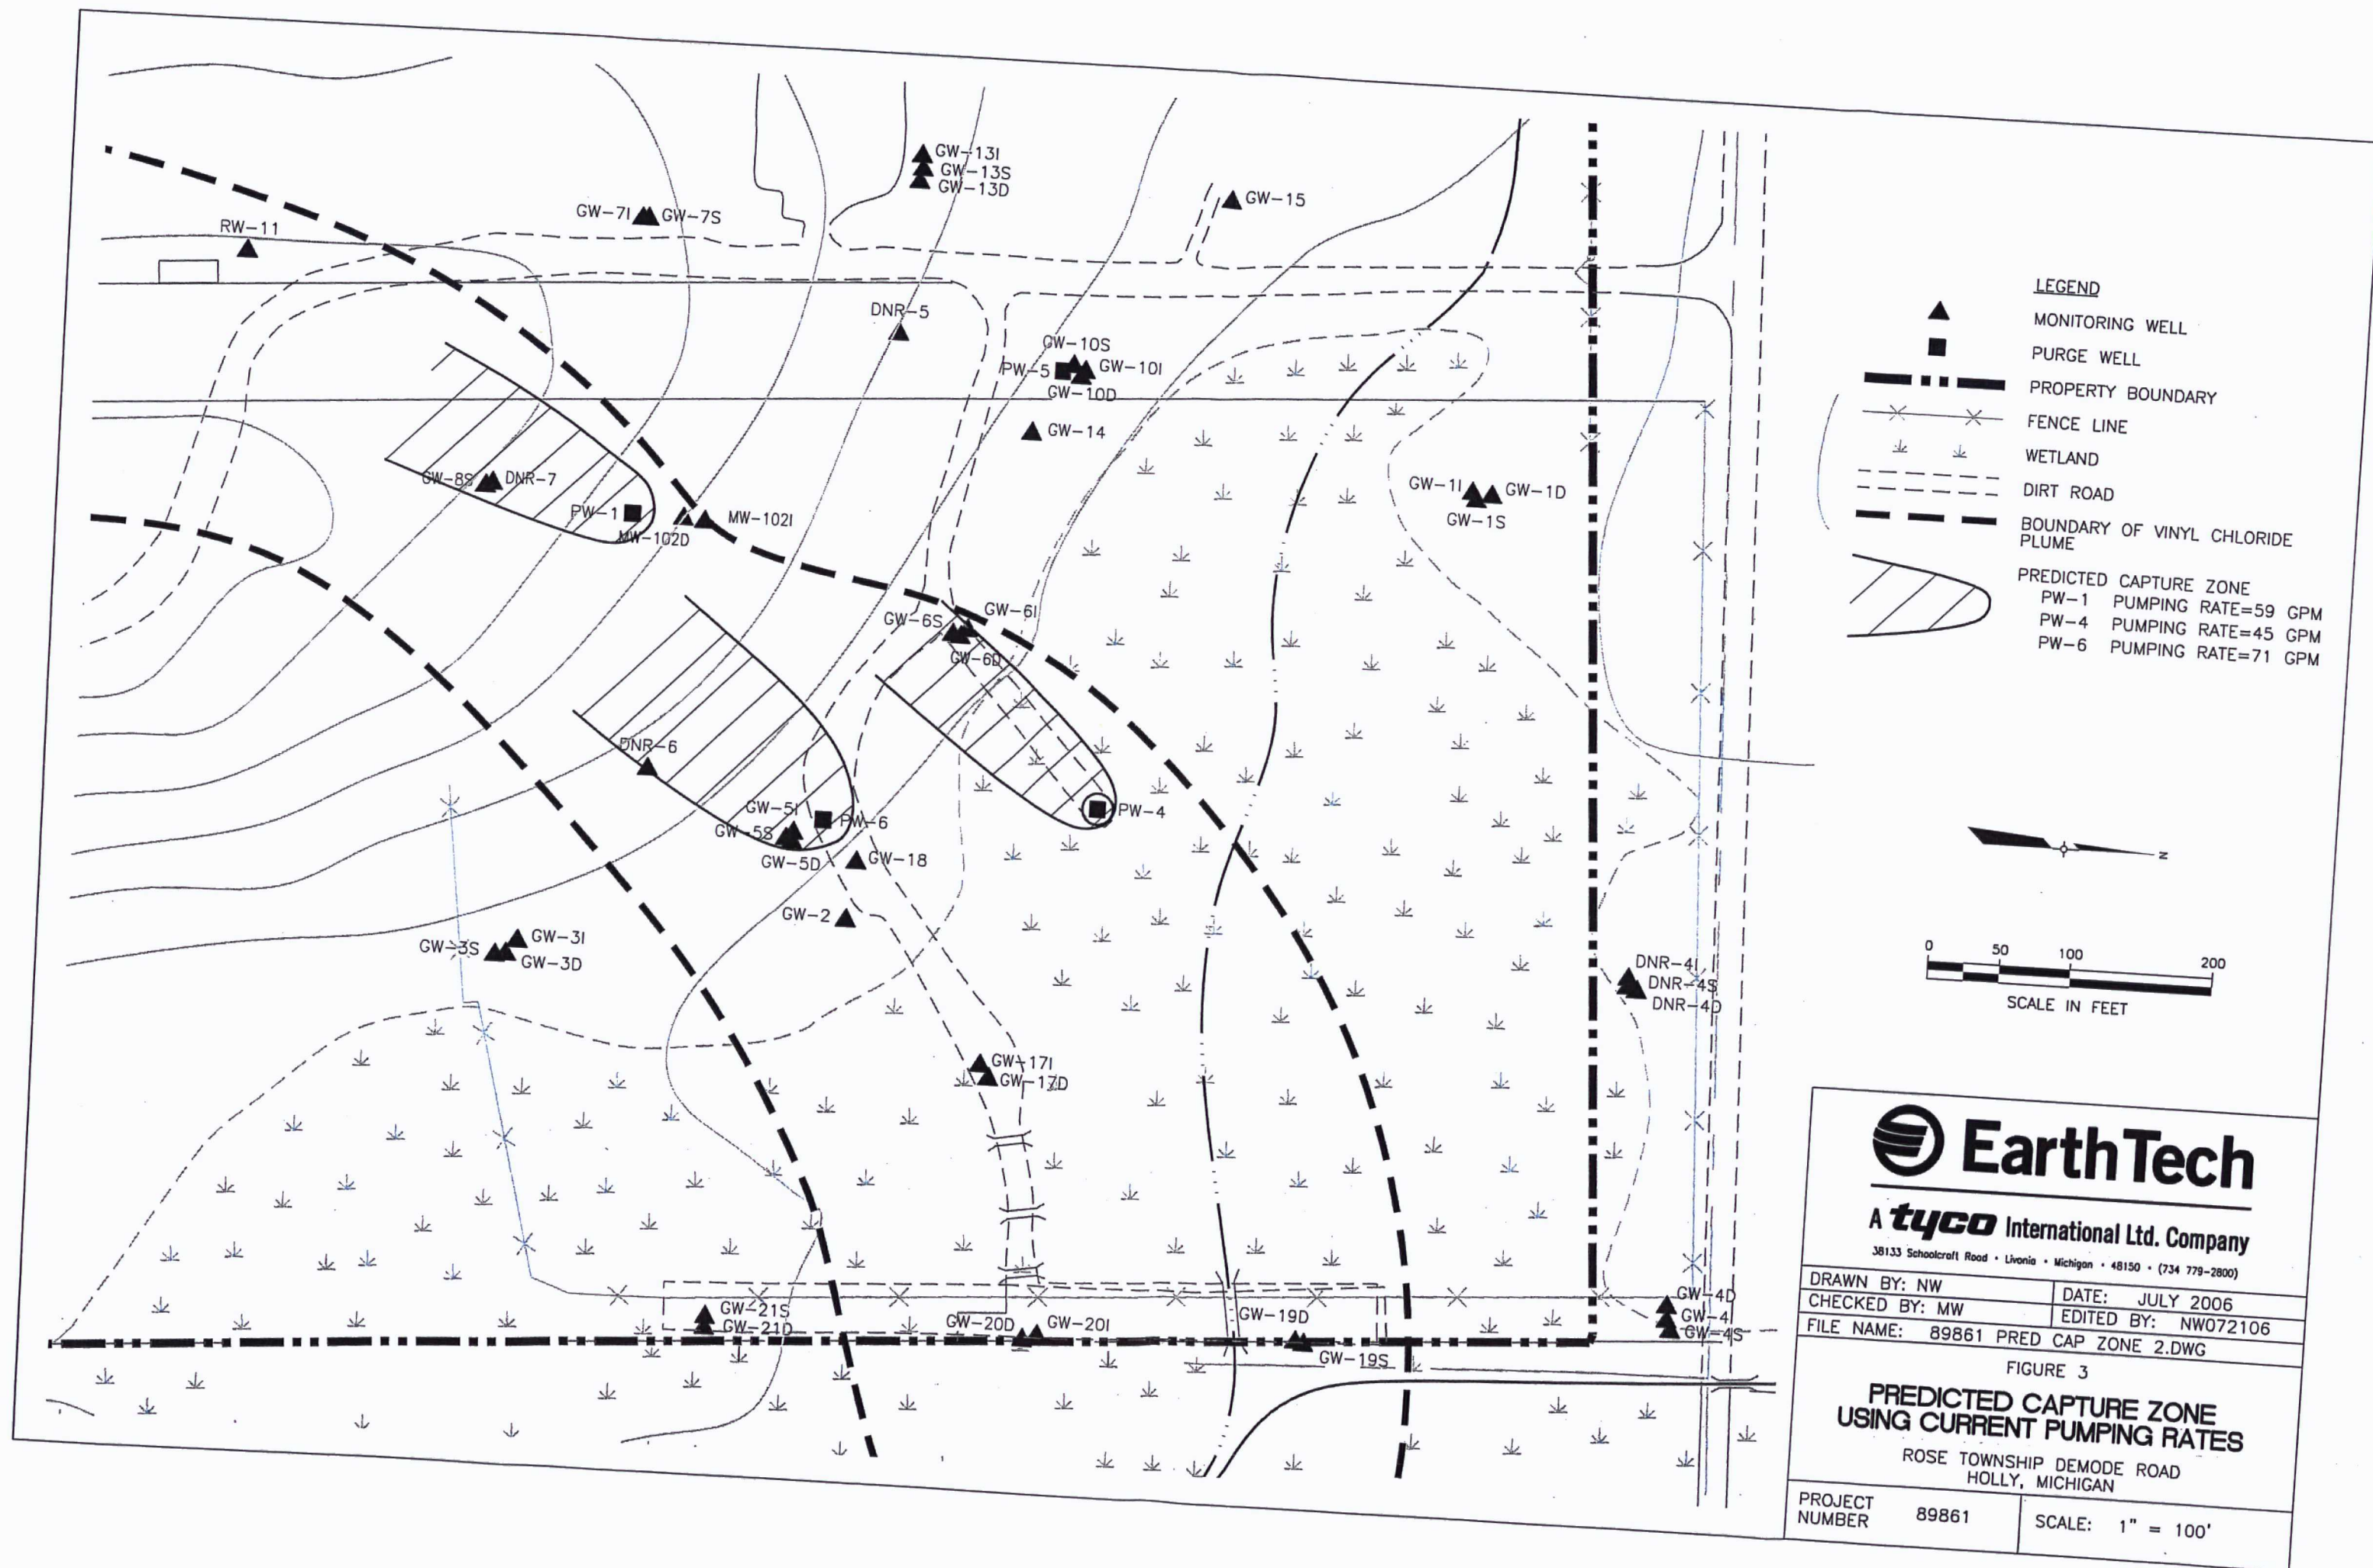 GW-13I
GW-13S
GW-13D
GW-7I
GW-7S
GW-15
RW-11
DNR-5
GW-10S
PW-5
GW-10I
GW-10D
GW-14
GW-8S
DNR-7
PW-1
MW-102I
MW-102D
GW-1I
GW-1D
GW-1S
GW-6I
GW-6S
GW-6D
DNR-6
GW-5I
PW-6
GW-5S
GW-5D
GW-18
PW-4
GW-2
GW-3I
GW-3S
GW-3D
DNR-4I
DNR-4S
DNR-4D
GW-17I
GW-17D
GW-21S
GW-21D
GW-20D
GW-20I
GW-19D
GW-19S
GW-4D
GW-4I
GW-4S
LEGEND
MONITORING WELL
PURGE WELL
PROPERTY BOUNDARY
FENCE LINE
WETLAND
DIRT ROAD
BOUNDARY OF VINYL CHLORIDE
PLUME
PREDICTED CAPTURE ZONE
PW-1 PUMPING RATE=59 GPM
PW-4 PUMPING RATE=45 GPM
PW-6 PUMPING RATE=71 GPM
N
0 50 100 200
SCALE IN FEET
EarthTech
A tyco International Ltd. Company
38133 Schoolcraft Road • Livonia • Michigan • 48150 • (734 779-2800)
DRAWN BY: NW
DATE: JULY 2006
CHECKED BY: MW
EDITED BY: NW072106
FILE NAME: 89861 PRED CAP ZONE 2.DWG
FIGURE 3
PREDICTED CAPTURE ZONE
USING CURRENT PUMPING RATES
ROSE TOWNSHIP DEMODE ROAD
HOLLY, MICHIGAN
PROJECT
NUMBER 89861
SCALE: 1" = 100'